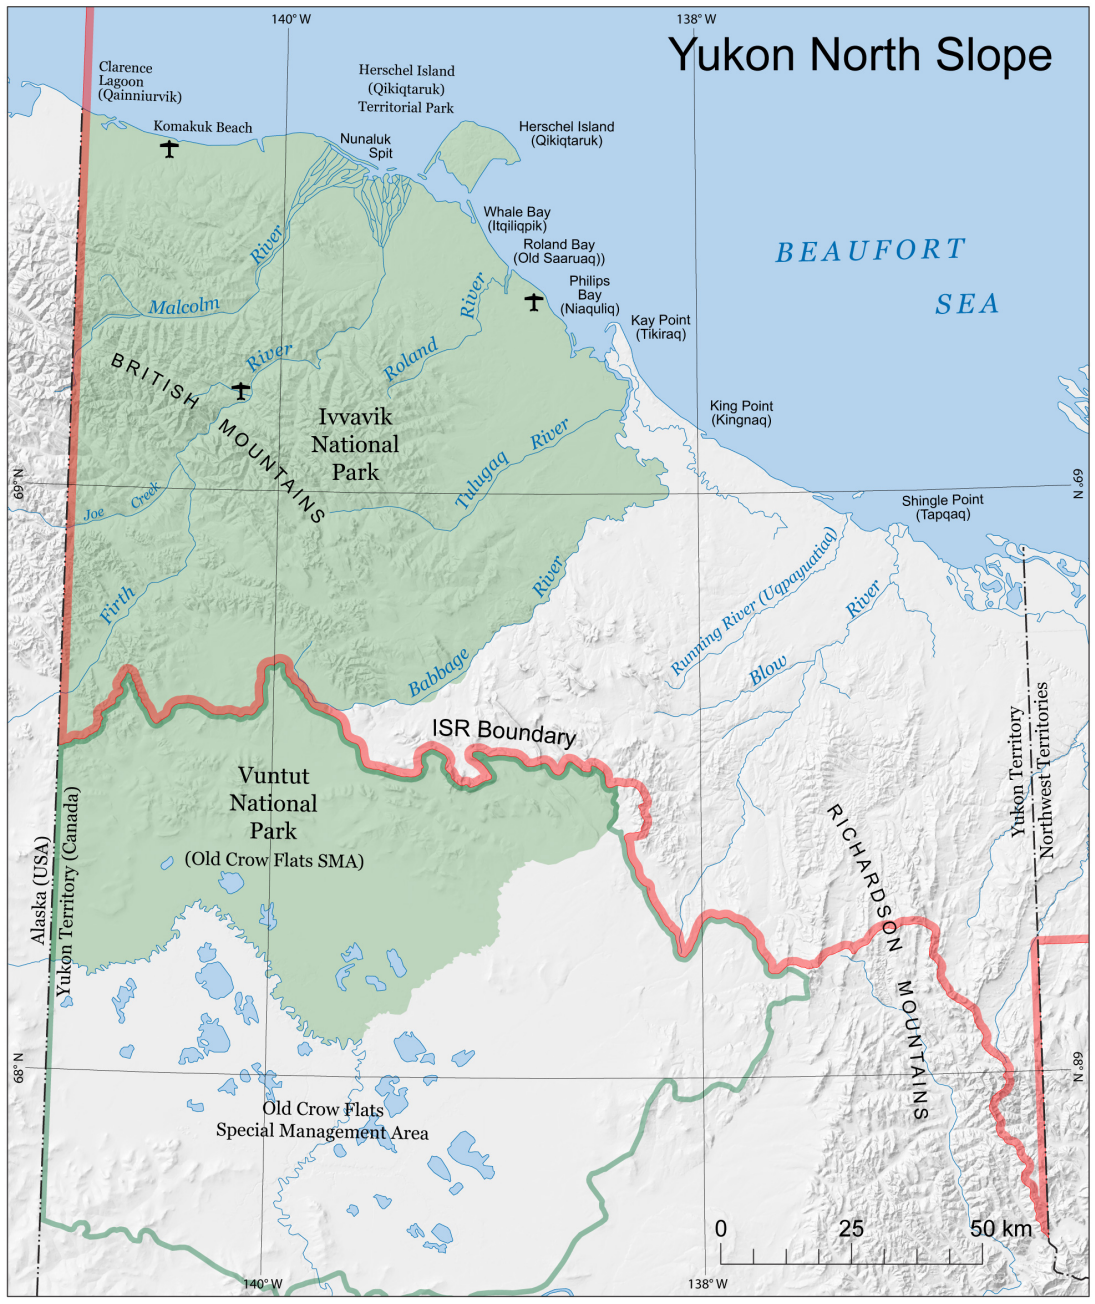 140° W
138° W
Yukon North Slope
Clarence
Lagoon
(Qainniurvik)
Herschel Island
(Qikiqtaruk)
Territorial Park
Komakuk Beach
Nunaluk
Spit
Herschel Island
(Qikiqtaruk)
Whale Bay
(Itqiliqpik)
Roland Bay
(Old Saaruaq))
Philips
Bay
(Niaquliq)
Kay Point
(Tikiraq)
BEAUFORT
SEA
Malcolm River
Firth River
Roland River
BRITISH MOUNTAINS
Ivvavik
National
Park
King Point
(Kingnaq)
Tulugaq River
69° N
69° N
Joe Creek
Shingle Point
(Tapqaq)
Running River (Uqpayuatiaq)
Blow River
Babbage River
ISR Boundary
Vuntut
National
Park
(Old Crow Flats SMA)
Yukon Territory
Northwest Territories
Alaska (USA)
Yukon Territory (Canada)
RICHARDSON MOUNTAINS
68° N
68° N
Old Crow Flats
Special Management Area
0 25 50 km
140° W
138° W